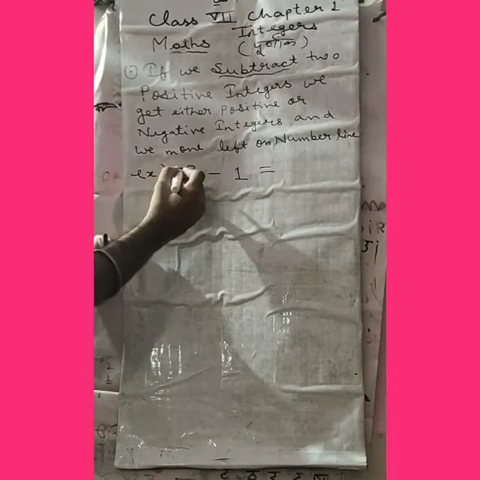 Class VII Chapter 1
Integers
Maths
⊙ If we Subtract two
Positive Integers we
get either Positive or
Negative Integers and
we move left on Number line
ex - 1 =